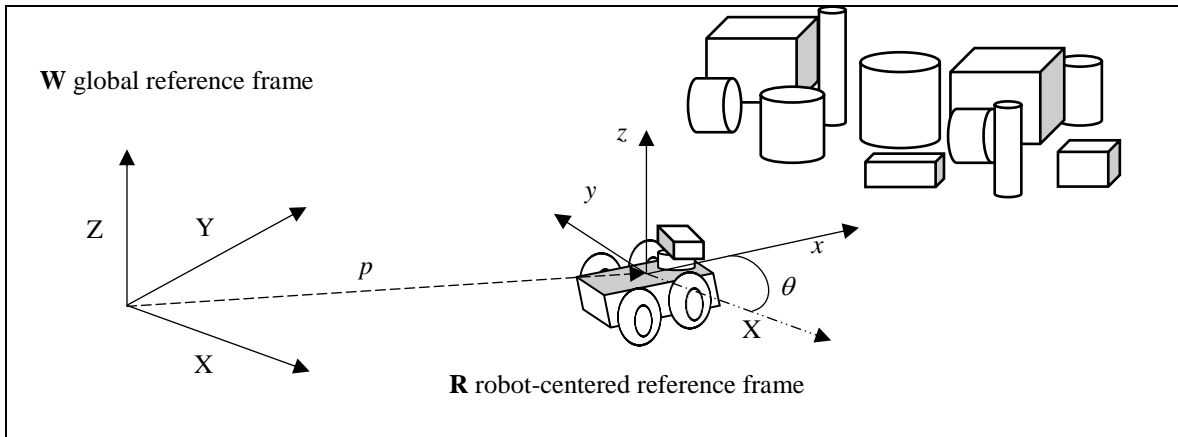 W global reference frame
z
y
Z
Y
x
p
θ
X
X
R robot-centered reference frame